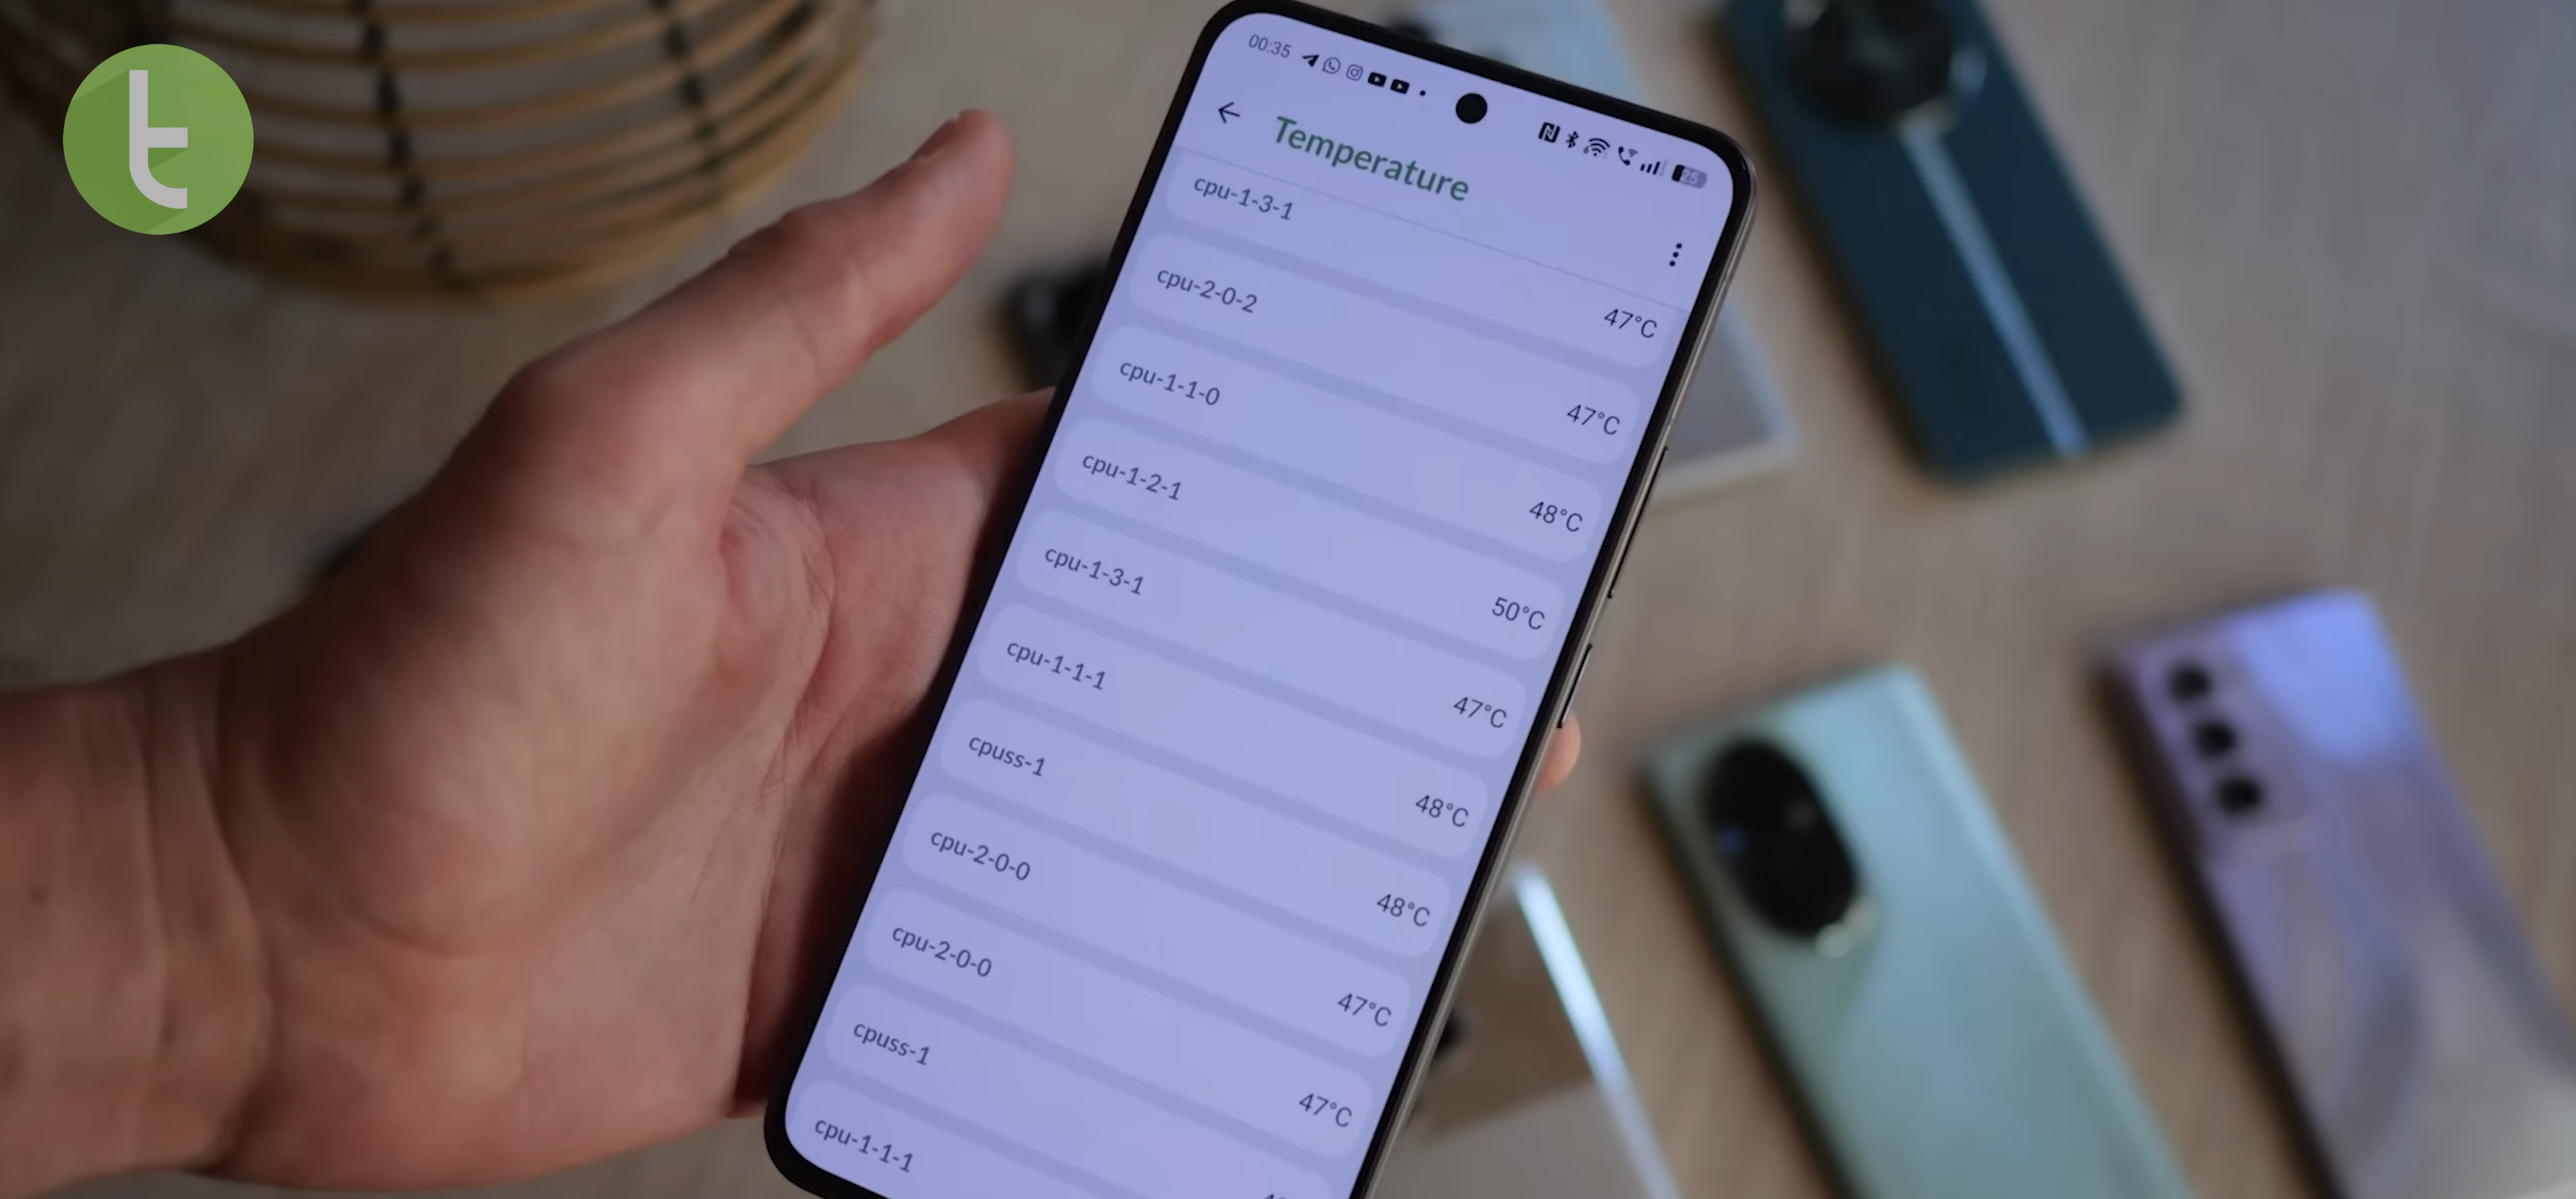 t
00:35 25
Temperature
cpu-1-3-1 47°C
cpu-2-0-2 47°C
cpu-1-1-0 48°C
cpu-1-2-1 50°C
cpu-1-3-1 47°C
cpu-1-1-1 48°C
cpuss-1 48°C
cpu-2-0-0 47°C
cpu-2-0-0 47°C
cpuss-1
cpu-1-1-1